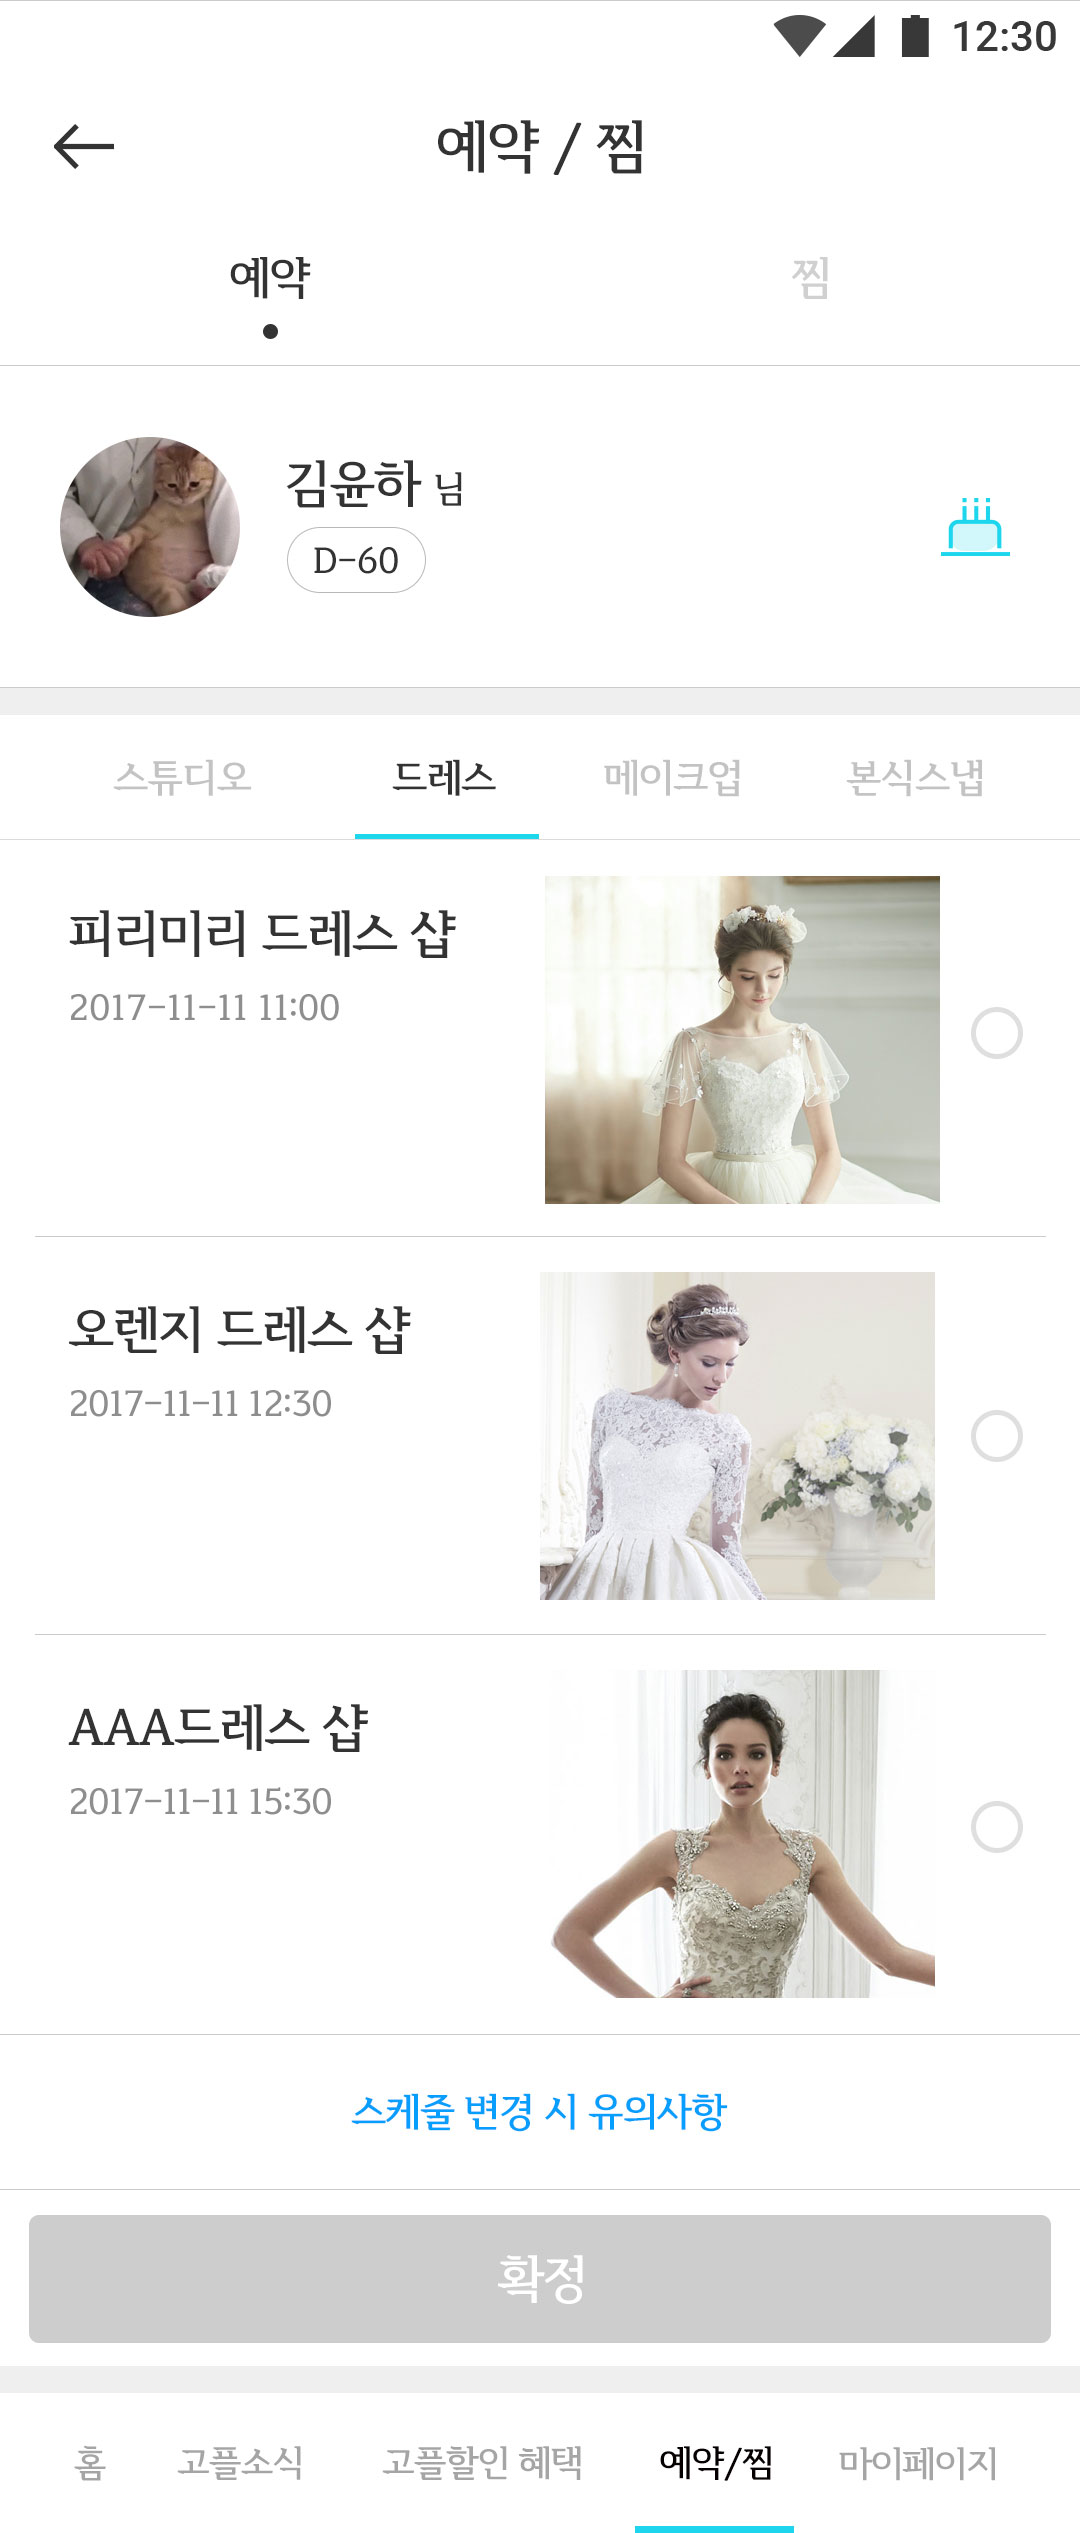 12:30
예약 / 찜
예약
찜
김윤하 님
D-60
스튜디오
드레스
메이크업
본식스냅
피리미리 드레스 샵
2017-11-11 11:00
오렌지 드레스 샵
2017-11-11 12:30
AAA드레스 샵
2017-11-11 15:30
스케줄 변경 시 유의사항
확정
홈
고플소식
고플할인 혜택
예약/찜
마이페이지